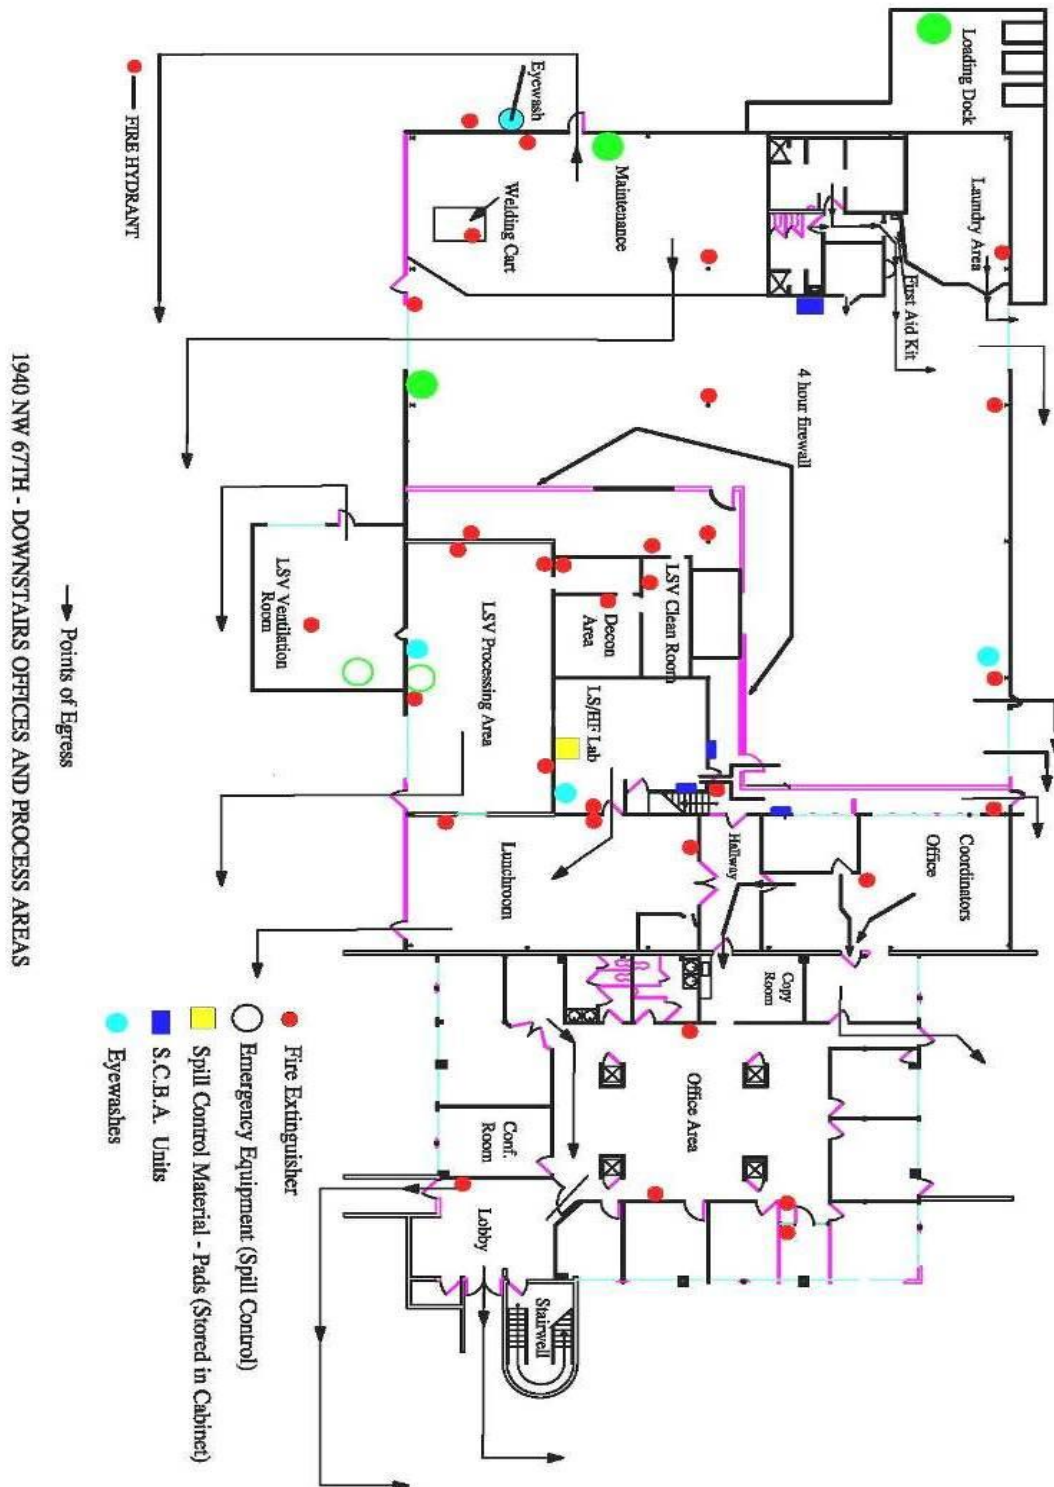 Loading Dock
Laundry Area
First Aid Kit
Eyewash
Maintenance
Welding Cart
FIRE HYDRANT
4 hour firewall
LSV Ventilation
Room
LSV Processing Area
Decon
Area
LSV Clean Room
LS/HF Lab
Lunchroom
Hallway
Coordinators
Office
Copy
Room
Office Area
Conf.
Room
Lobby
Stairwell
Fire Extinguisher
Emergency Equipment (Spill Control)
Spill Control Material - Pads (Stored in Cabinet)
S.C.B.A. Units
Eyewashes
Points of Egress
1940 NW 67TH - DOWNSTAIRS OFFICES AND PROCESS AREAS